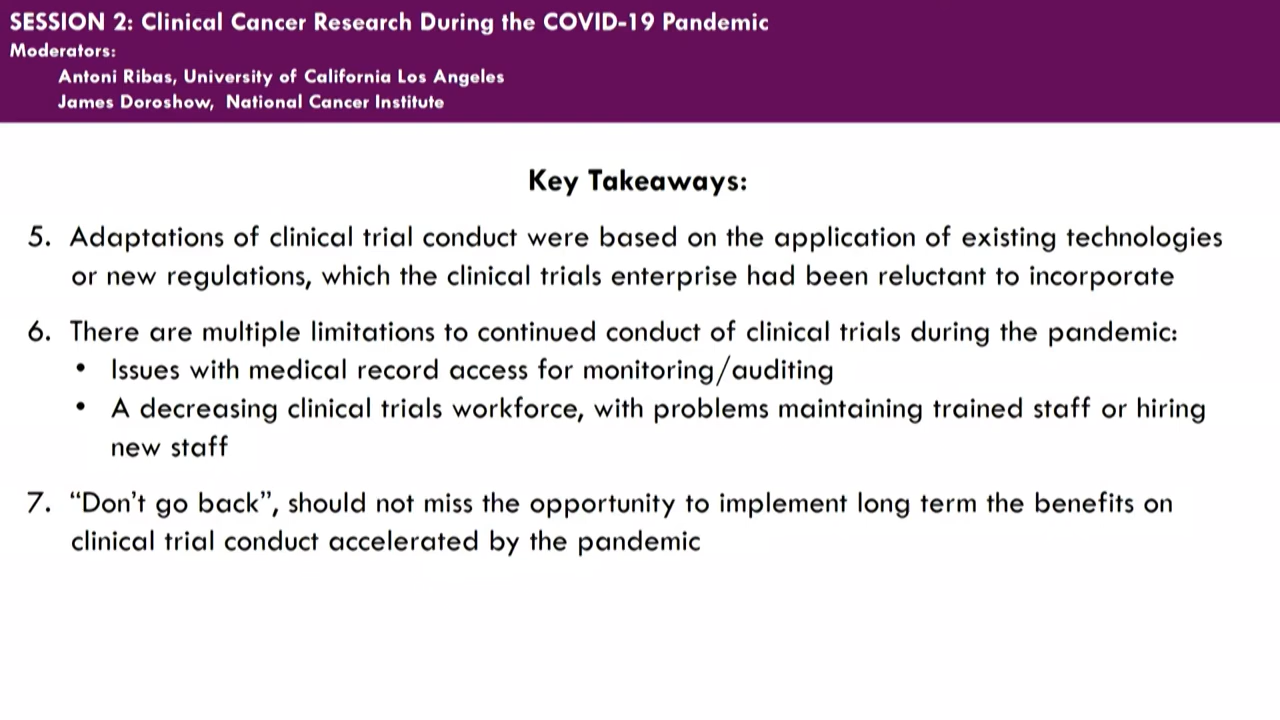 SESSION 2: Clinical Cancer Research During the COVID-19 Pandemic
Moderators:
Antoni Ribas, University of California Los Angeles
James Doroshow, National Cancer Institute
Key Takeaways:
5. Adaptations of clinical trial conduct were based on the application of existing technologies
or new regulations, which the clinical trials enterprise had been reluctant to incorporate
6. There are multiple limitations to continued conduct of clinical trials during the pandemic:
• Issues with medical record access for monitoring/auditing
• A decreasing clinical trials workforce, with problems maintaining trained staff or hiring
new staff
7. “Don’t go back”, should not miss the opportunity to implement long term the benefits on
clinical trial conduct accelerated by the pandemic